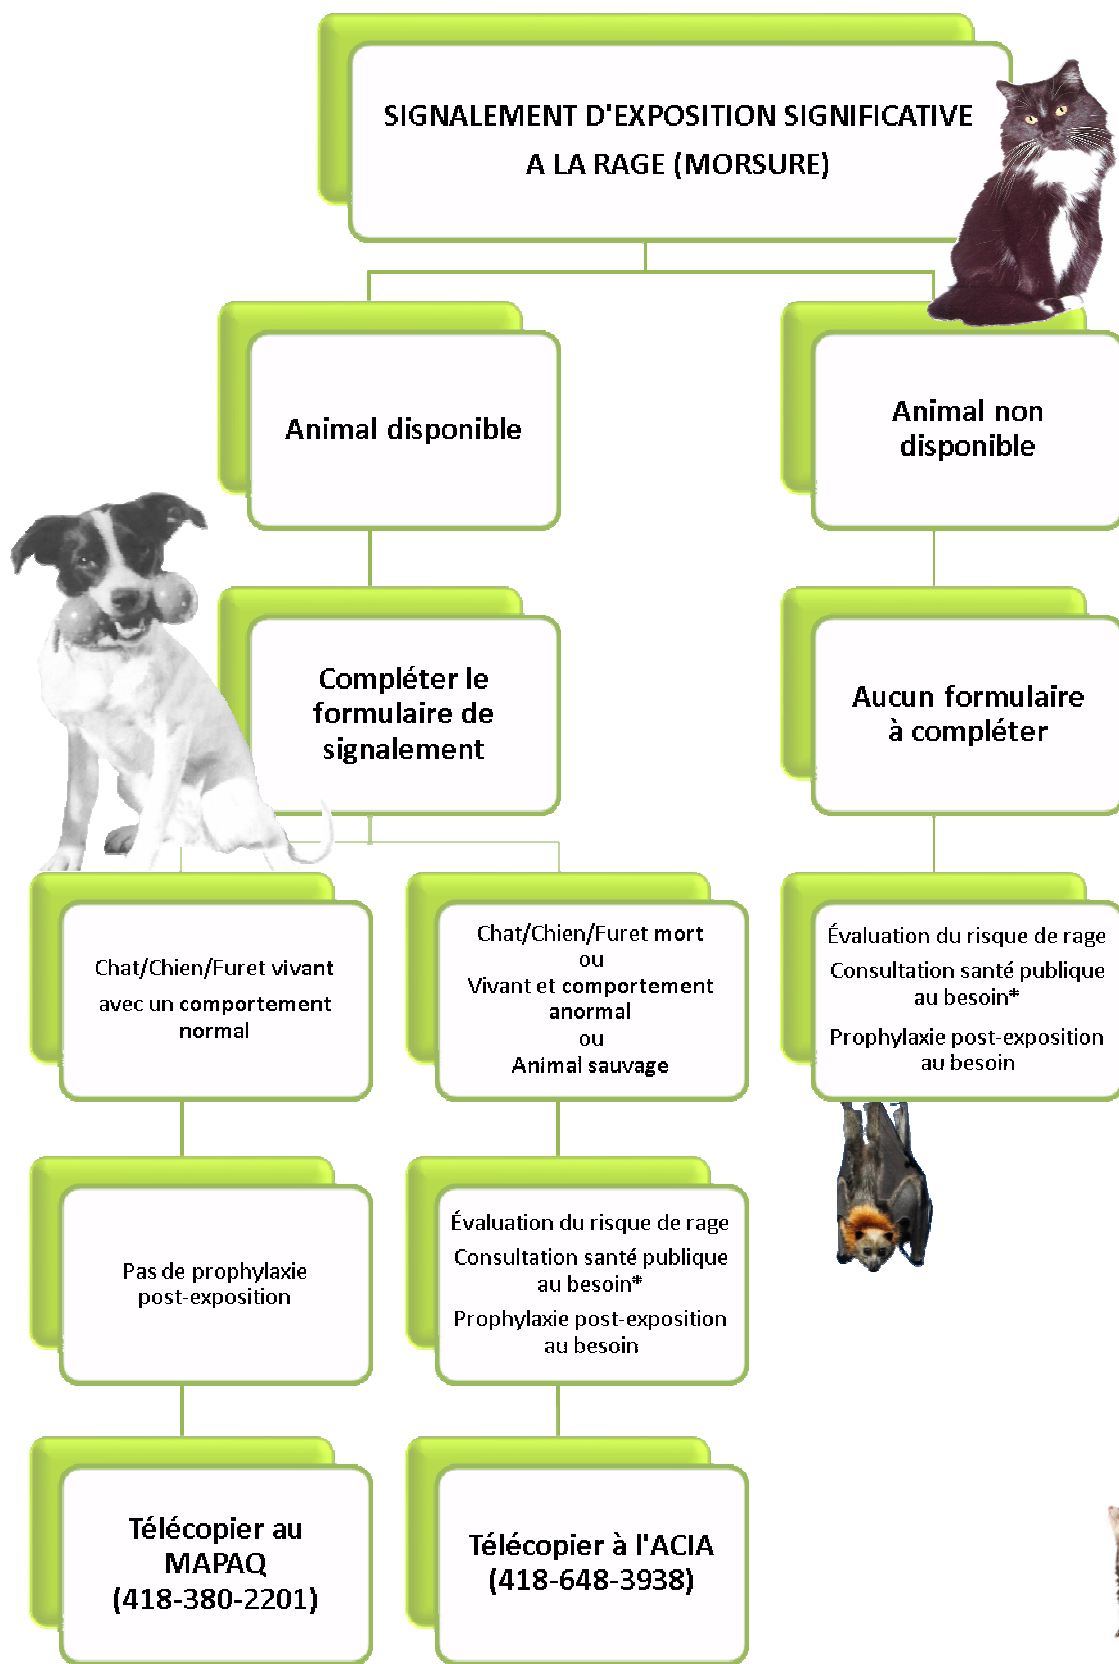 SIGNALEMENT D'EXPOSITION SIGNIFICATIVE
A LA RAGE (MORSURE)
Animal disponible
Animal non
disponible
Compléter le
formulaire de
signalement
Aucun formulaire
à compléter
Chat/Chien/Furet vivant
avec un comportement
normal
Chat/Chien/Furet mort
ou
Vivant et comportement
anormal
ou
Animal sauvage
Évaluation du risque de rage
Consultation santé publique
au besoin*
Prophylaxie post-exposition
au besoin
Pas de prophylaxie
post-exposition
Évaluation du risque de rage
Consultation santé publique
au besoin*
Prophylaxie post-exposition
au besoin
Télécopier au
MAPAQ
(418-380-2201)
Télécopier à l'ACIA
(418-648-3938)